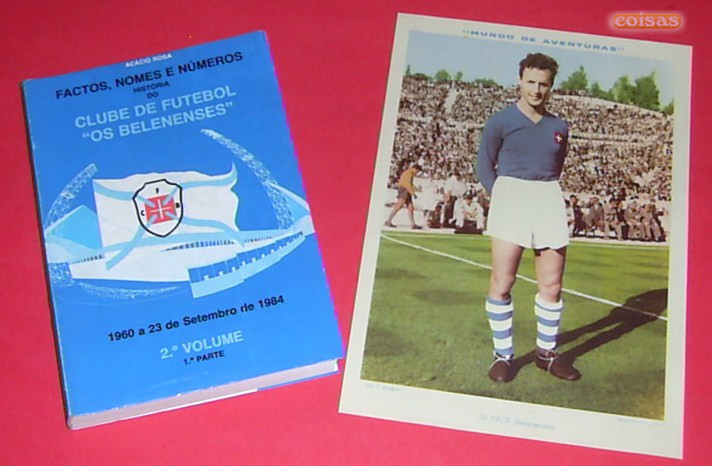 coisas
ACÁCIO ROSA
FACTOS, NOMES E NÚMEROS
HISTÓRIA
DO
CLUBE DE FUTEBOL
"OS BELENENSES"
C F B
1960 a 23 de Setembro de 1984
2.º VOLUME
1.ª PARTE
"MUNDO DE AVENTURAS"